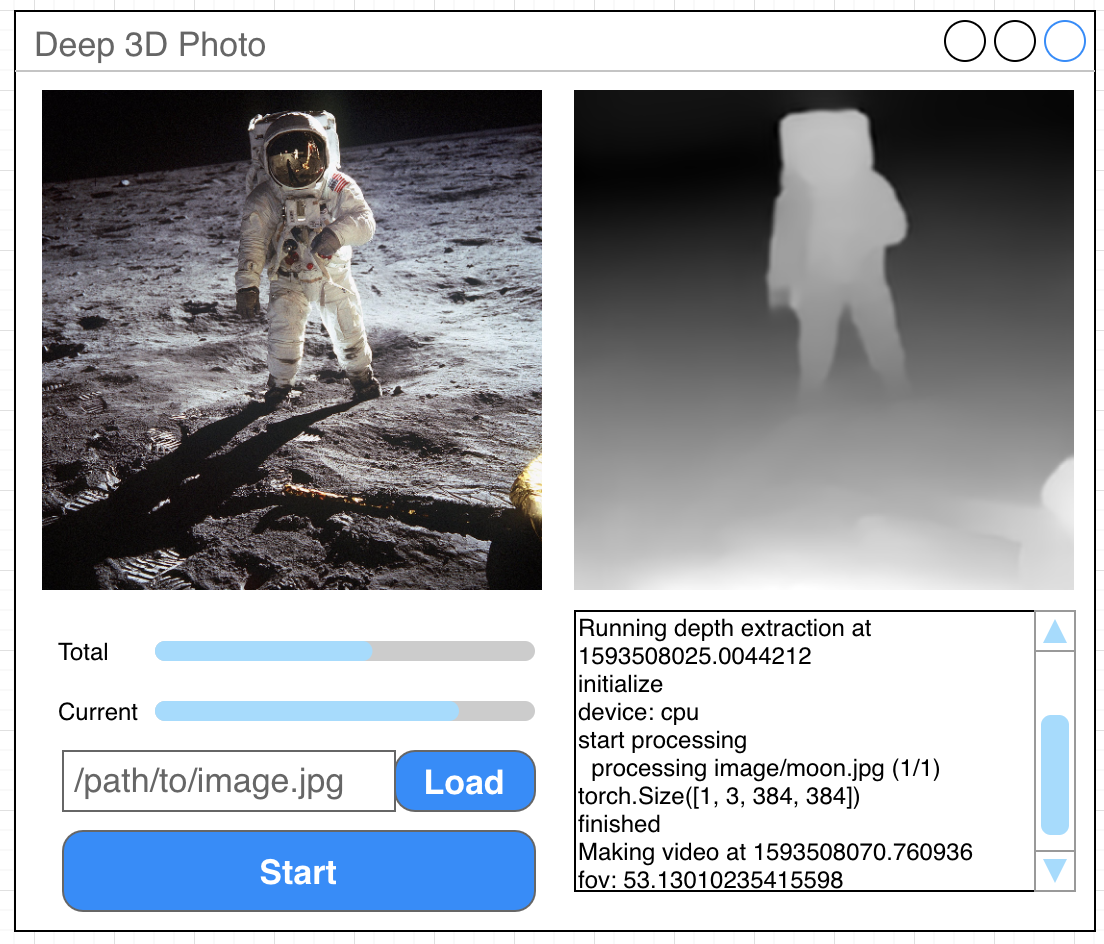 Deep 3D Photo
Total
Current
/path/to/image.jpg
Load
Start
Running depth extraction at
1593508025.0044212
initialize
device: cpu
start processing
processing image/moon.jpg (1/1)
torch.Size([1, 3, 384, 384])
finished
Making video at 1593508070.760936
fov: 53.13010235415598